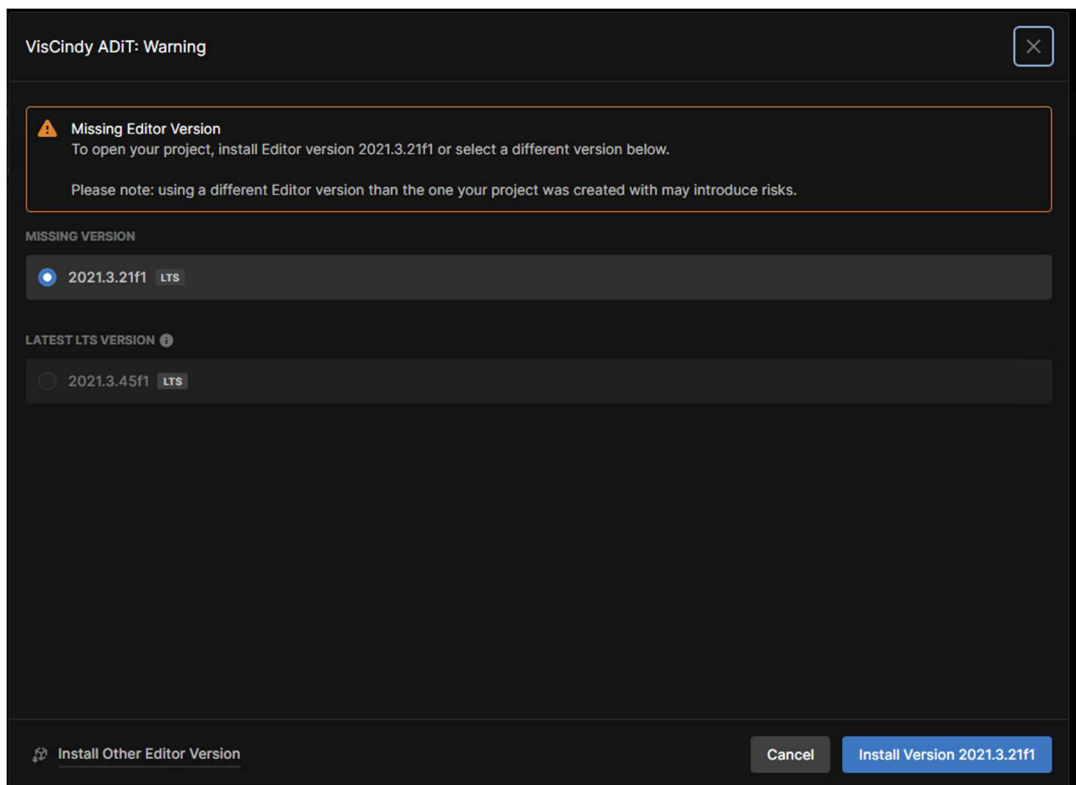 VisCindy ADiT: Warning
Missing Editor Version
To open your project, install Editor version 2021.3.21f1 or select a different version below.
Please note: using a different Editor version than the one your project was created with may introduce risks.
MISSING VERSION
2021.3.21f1 LTS
LATEST LTS VERSION
2021.3.45f1 LTS
Install Other Editor Version
Cancel
Install Version 2021.3.21f1